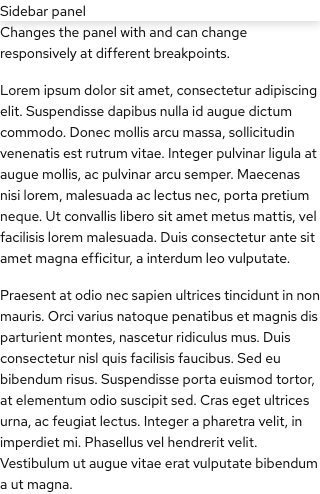 Sidebar panel
Changes the panel with and can change
responsively at different breakpoints.
Lorem ipsum dolor sit amet, consectetur adipiscing
elit. Suspendisse dapibus nulla id augue dictum
commodo. Donec mollis arcu massa, sollicitudin
venenatis est rutrum vitae. Integer pulvinar ligula at
augue mollis, ac pulvinar arcu semper. Maecenas
nisi lorem, malesuada ac lectus nec, porta pretium
neque. Ut convallis libero sit amet metus mattis, vel
facilisis lorem malesuada. Duis consectetur ante sit
amet magna efficitur, a interdum leo vulputate.
Praesent at odio nec sapien ultrices tincidunt in non
mauris. Orci varius natoque penatibus et magnis dis
parturient montes, nascetur ridiculus mus. Duis
consectetur nisl quis facilisis faucibus. Sed eu
bibendum risus. Suspendisse porta euismod tortor,
at elementum odio suscipit sed. Cras eget ultrices
urna, ac feugiat lectus. Integer a pharetra velit, in
imperdiet mi. Phasellus vel hendrerit velit.
Vestibulum ut augue vitae erat vulputate bibendum
a ut magna.